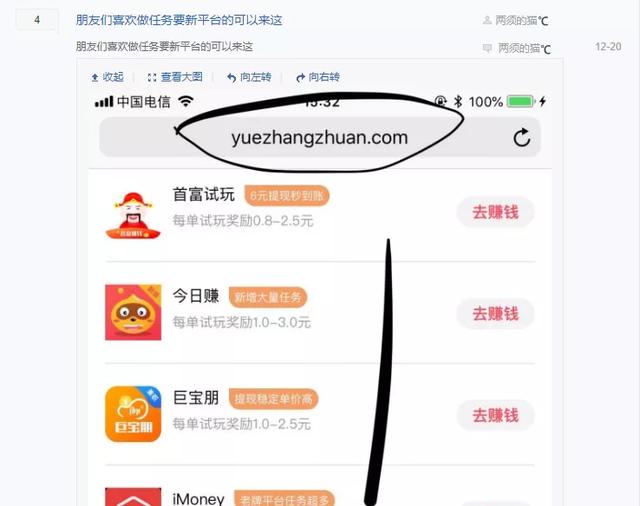 4 朋友们喜欢做任务要新平台的可以来这 两须的猫℃
朋友们喜欢做任务要新平台的可以来这 两须的猫℃ 12-20
收起 查看大图 向左转 向右转
中国电信 15:32 100%
yuezhangzhuan.com
首富试玩 6元提现秒到账
每单试玩奖励0.8-2.5元 去赚钱
今日赚 新增大量任务
每单试玩奖励1.0-3.0元 去赚钱
巨宝朋 提现稳定单价高
每单试玩奖励1.0-2.5元 去赚钱
巨宝朋
iMoney 老牌平台任务超多